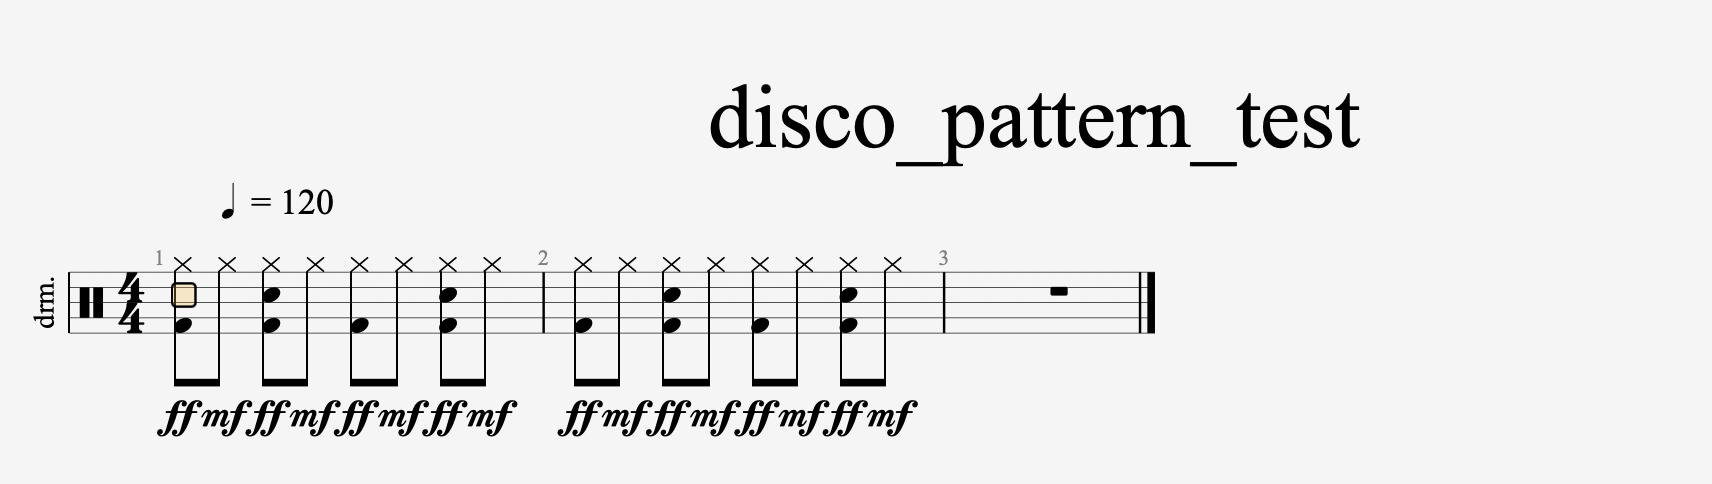 disco_pattern_test
♩ = 120
1 2 3
drm.
4
4
ff mf ff mf ff mf ff mf ff mf ff mf ff mf ff mf